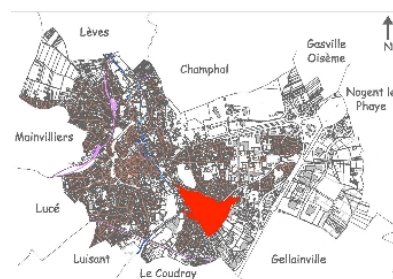 Lèves
Gasville
Oisème
N
Champhol
Nogent le
Phaye
Mainvilliers
Lucé
Luisant
Le Coudray
Gellainville